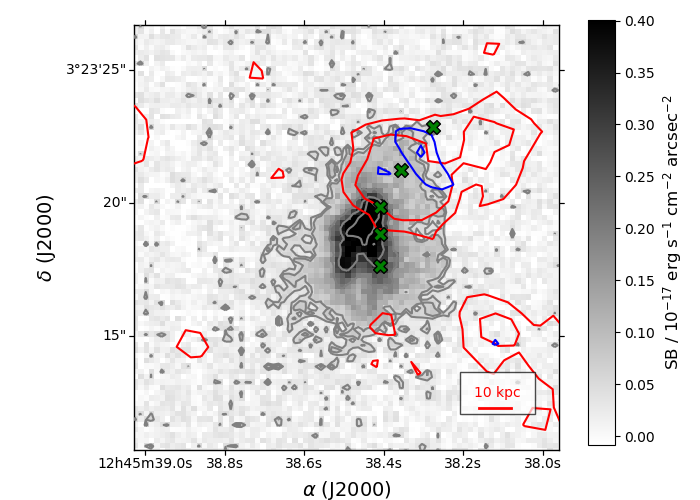 3°23'25"
20"
15"
δ (J2000)
12h45m39.0s 38.8s 38.6s 38.4s 38.2s 38.0s
α (J2000)
10 kpc
0.40
0.35
0.30
0.25
0.20
0.15
0.10
0.05
0.00
SB / 10⁻¹⁷ erg s⁻¹ cm⁻² arcsec⁻²